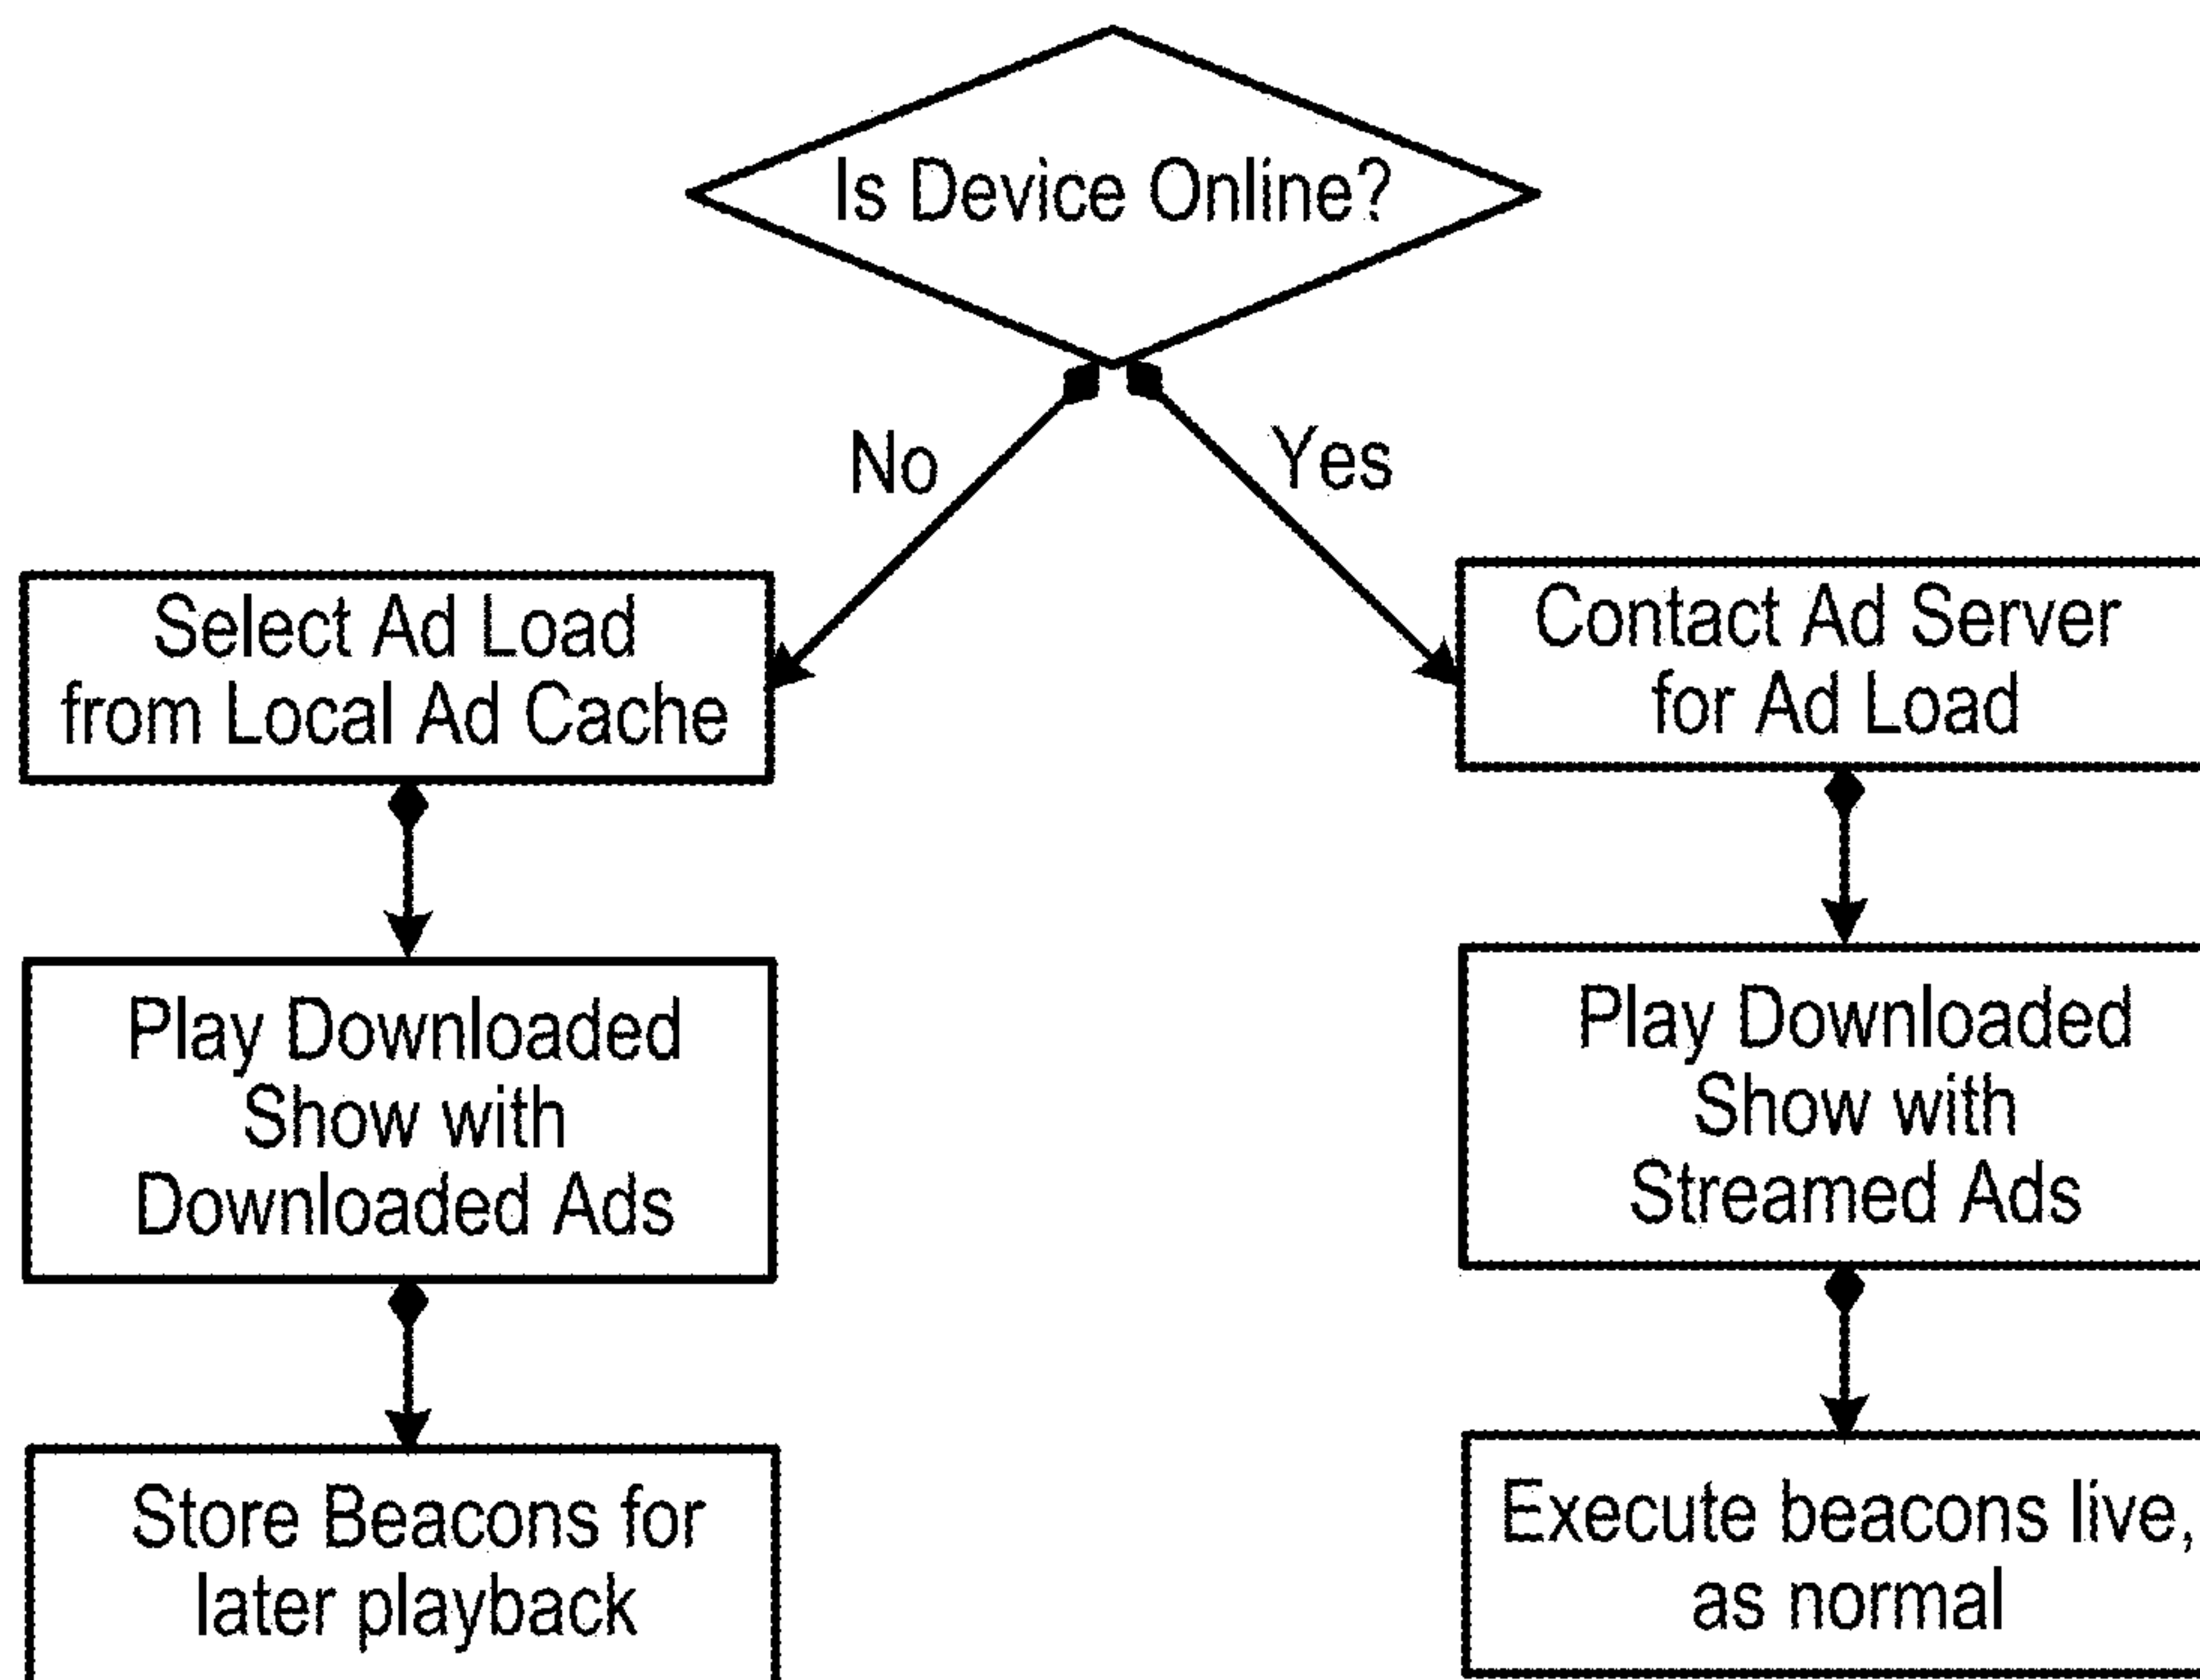 Is Device Online?
No
Yes
Select Ad Load
from Local Ad Cache
Contact Ad Server
for Ad Load
Play Downloaded
Show with
Downloaded Ads
Play Downloaded
Show with
Streamed Ads
Store Beacons for
later playback
Execute beacons live,
as normal